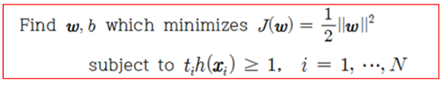 Find w, b which minimizes J(w) = 1/2 ||w||²
subject to tᵢh(xᵢ) ≥ 1, i = 1, ⋯, N